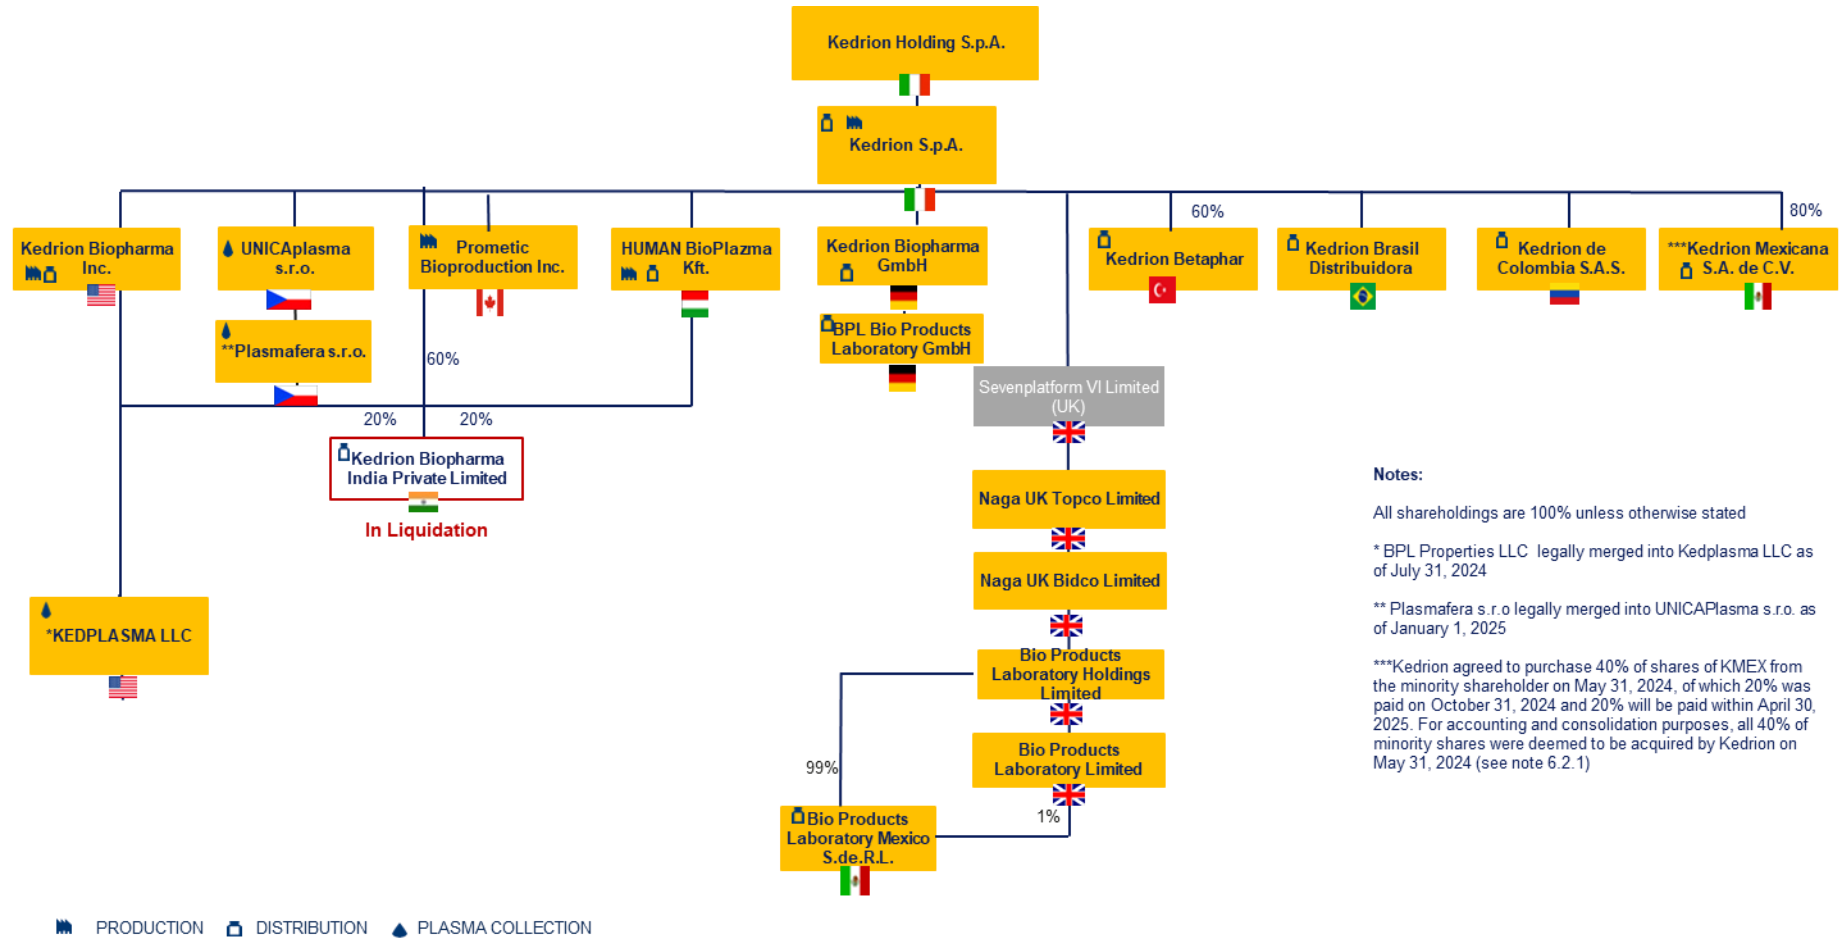 Kedrion Holding S.p.A.
Kedrion S.p.A.
60%
80%
Kedrion Biopharma
Inc.
UNICAplasma
s.r.o.
Prometic
Bioproduction Inc.
HUMAN BioPlazma
Kft.
Kedrion Biopharma
GmbH
Kedrion Betaphar
Kedrion Brasil
Distribuidora
Kedrion de
Colombia S.A.S.
***Kedrion Mexicana
S.A. de C.V.
**Plasmafera s.r.o.
60%
BPL Bio Products
Laboratory GmbH
Sevenplatform VI Limited
(UK)
20%
20%
Kedrion Biopharma
India Private Limited
In Liquidation
Naga UK Topco Limited
Naga UK Bidco Limited
*KEDPLASMA LLC
Bio Products
Laboratory Holdings
Limited
Bio Products
Laboratory Limited
99%
1%
Bio Products
Laboratory Mexico
S.de.R.L.
Notes:
All shareholdings are 100% unless otherwise stated
* BPL Properties LLC legally merged into Kedplasma LLC as
of July 31, 2024
** Plasmafera s.r.o legally merged into UNICAPlasma s.r.o. as
of January 1, 2025
***Kedrion agreed to purchase 40% of shares of KMEX from
the minority shareholder on May 31, 2024, of which 20% was
paid on October 31, 2024 and 20% will be paid within April 30,
2025. For accounting and consolidation purposes, all 40% of
minority shares were deemed to be acquired by Kedrion on
May 31, 2024 (see note 6.2.1)
PRODUCTION
DISTRIBUTION
PLASMA COLLECTION